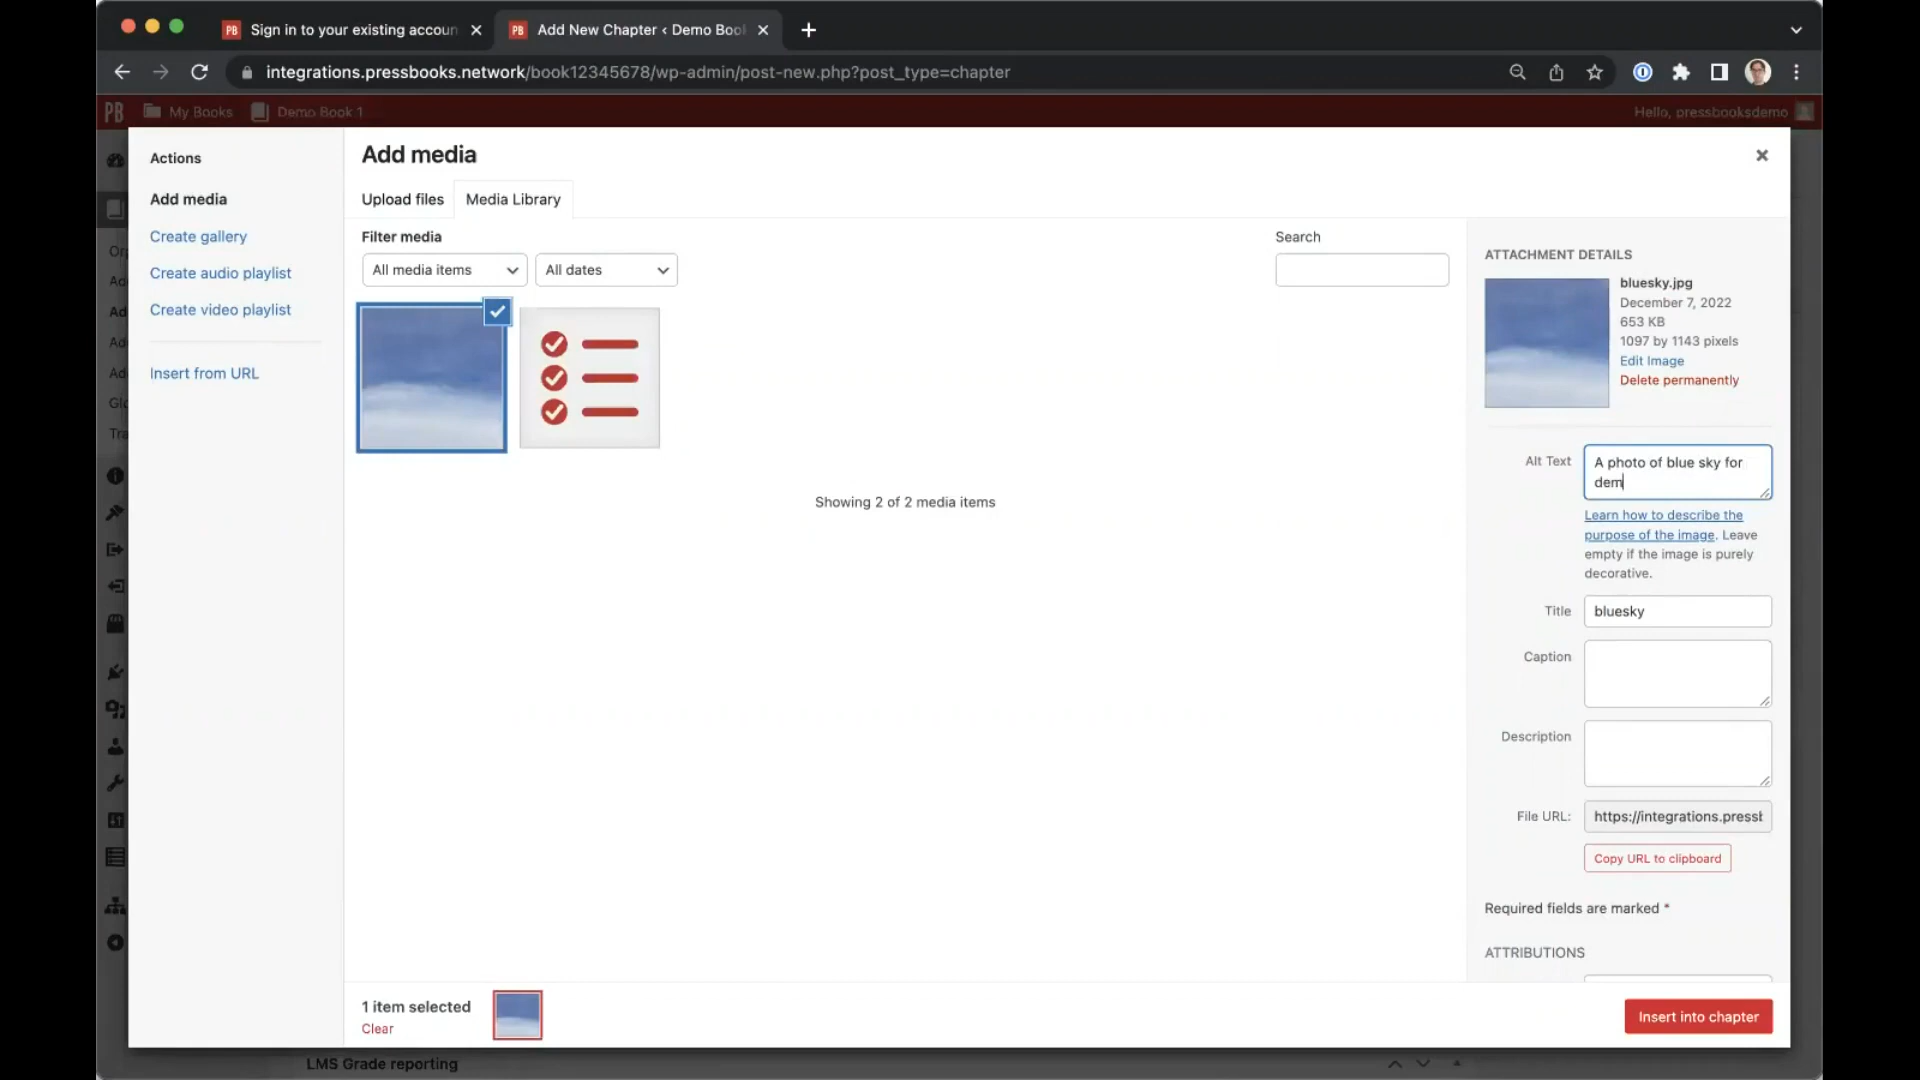 PB Sign in to your existing accoun
PB Add New Chapter ‹ Demo Boo
integrations.pressbooks.network/book12345678/wp-admin/post-new.php?post_type=chapter
PB My Books Demo Book 1
Hello, pressbooksdemo
Actions
Add media
Create gallery
Create audio playlist
Create video playlist
Insert from URL
Add media
Upload files
Media Library
Filter media
All media items
All dates
Search
Showing 2 of 2 media items
ATTACHMENT DETAILS
bluesky.jpg
December 7, 2022
653 KB
1097 by 1143 pixels
Edit Image
Delete permanently
Alt Text
A photo of blue sky for
dem
Learn how to describe the
purpose of the image. Leave
empty if the image is purely
decorative.
Title
bluesky
Caption
Description
File URL:
https://integrations.press
Copy URL to clipboard
Required fields are marked *
ATTRIBUTIONS
1 item selected
Clear
Insert into chapter
LMS Grade reporting